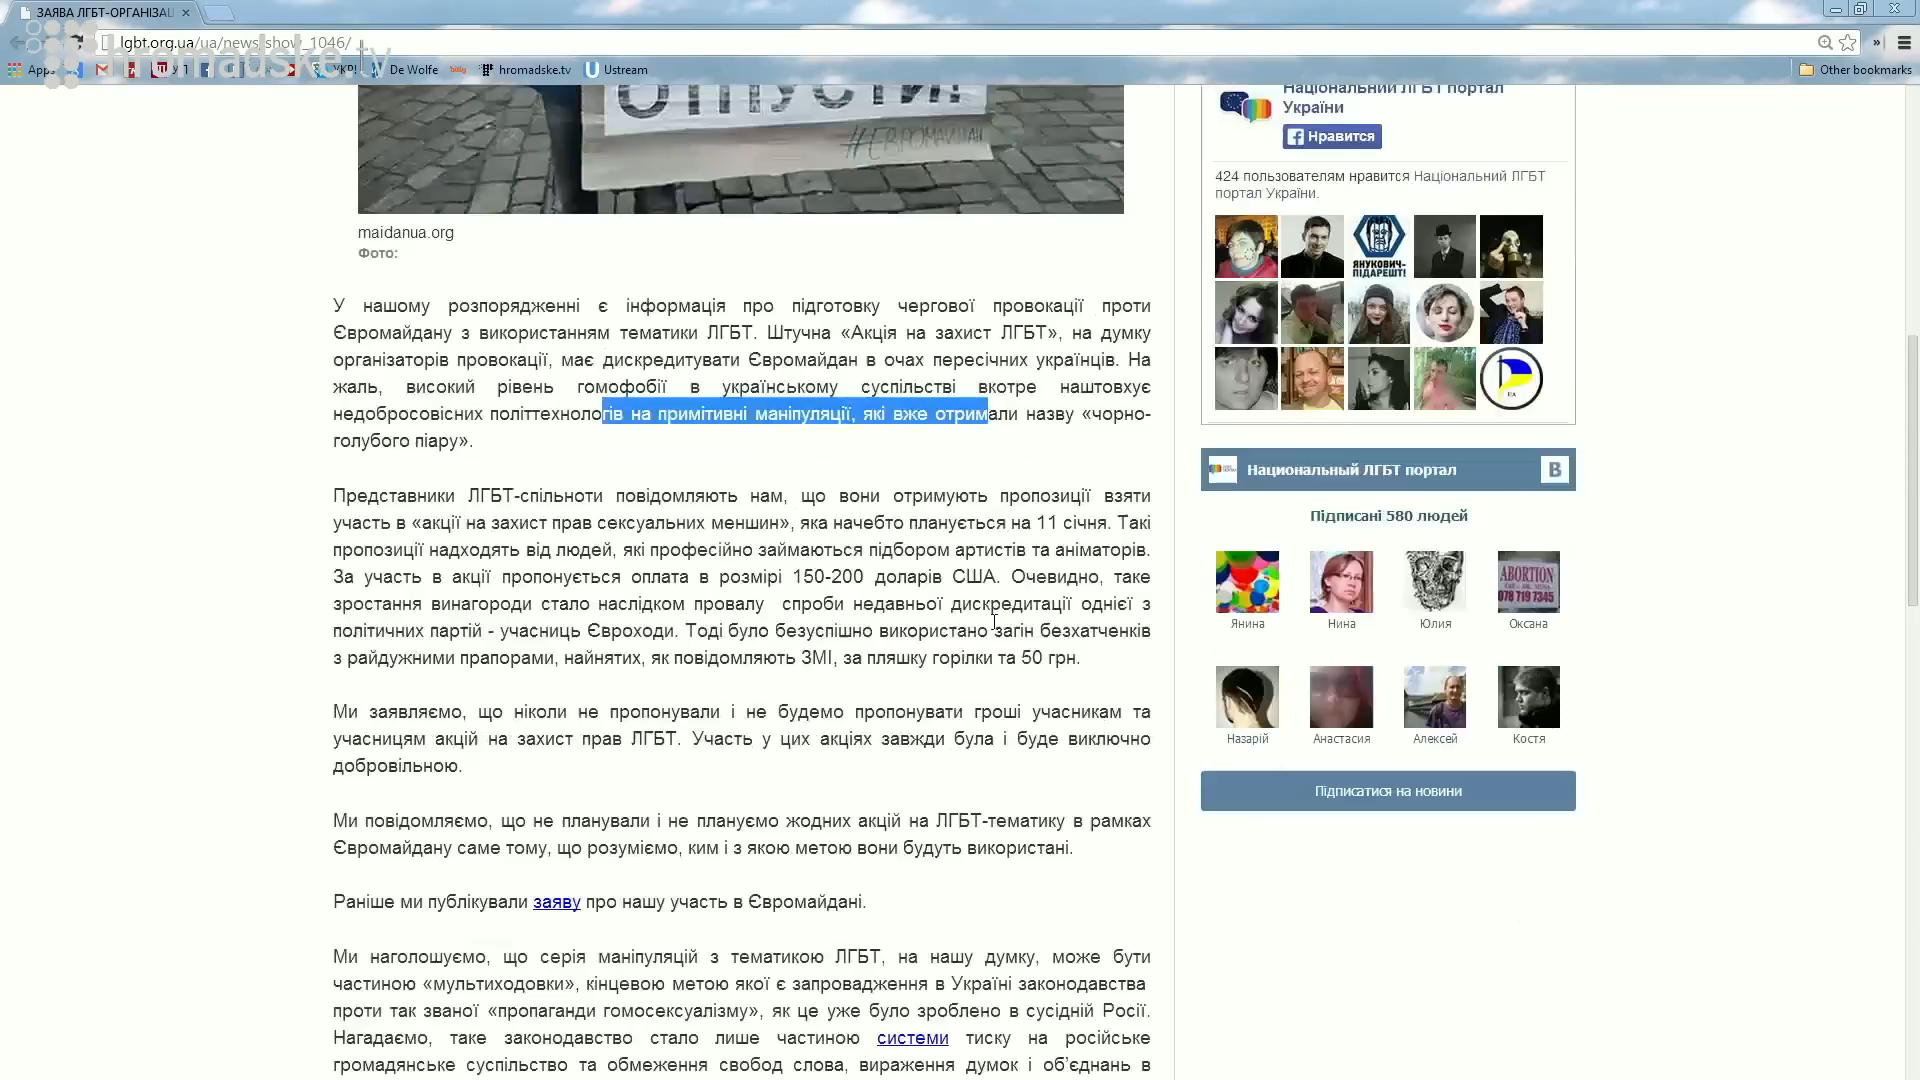 ЗАЯВА ЛГБТ-ОРГАНІЗАЦ
lgbt.org.ua/ua/news/show_1046/
hromadske.tv
Apps
De Wolfe
hromadske.tv
Ustream
Other bookmarks
ОТПУСТИ!
#ЄВРОМАЙДАН
maidanua.org
Фото:
У нашому розпорядженні є інформація про підготовку чергової провокації проти
Євромайдану з використанням тематики ЛГБТ. Штучна «Акція на захист ЛГБТ», на думку
організаторів провокації, має дискредитувати Євромайдан в очах пересічних українців. На
жаль, високий рівень гомофобії в українському суспільстві вкотре наштовхує
недобросовісних політтехнологів на примітивні маніпуляції, які вже отримали назву «чорно-
голубого піару».
Представники ЛГБТ-спільноти повідомляють нам, що вони отримують пропозиції взяти
участь в «акції на захист прав сексуальних меншин», яка начебто планується на 11 січня. Такі
пропозиції надходять від людей, які професійно займаються підбором артистів та аніматорів.
За участь в акції пропонується оплата в розмірі 150-200 доларів США. Очевидно, таке
зростання винагороди стало наслідком провалу спроби недавньої дискредитації однієї з
політичних партій - учасниць Євроходи. Тоді було безуспішно використано загін безхатченків
з райдужними прапорами, найнятих, як повідомляють ЗМІ, за пляшку горілки та 50 грн.
Ми заявляємо, що ніколи не пропонували і не будемо пропонувати гроші учасникам та
учасницям акцій на захист прав ЛГБТ. Участь у цих акціях завжди була і буде виключно
добровільною.
Ми повідомляємо, що не планували і не плануємо жодних акцій на ЛГБТ-тематику в рамках
Євромайдану саме тому, що розуміємо, ким і з якою метою вони будуть використані.
Раніше ми публікували заяву про нашу участь в Євромайдані.
Ми наголошуємо, що серія маніпуляцій з тематикою ЛГБТ, на нашу думку, може бути
частиною «мультиходовки», кінцевою метою якої є запровадження в Україні законодавства
проти так званої «пропаганди гомосексуалізму», як це уже було зроблено в сусідній Росії.
Нагадаємо, таке законодавство стало лише частиною системи тиску на російське
громадянське суспільство та обмеження свобод слова, вираження думок і об’єднань в
Національний ЛГБТ портал
України
Нравится
424 пользователям нравится Національний ЛГБТ
портал України.
ЯНУКОВИЧ-
ПІДАРЕШТ!
Национальный ЛГБТ портал
B
Підписані 580 людей
ABORTION
078 719 7345
Янина
Нина
Юлия
Оксана
Назарій
Анастасия
Алексей
Костя
Підписатися на новини